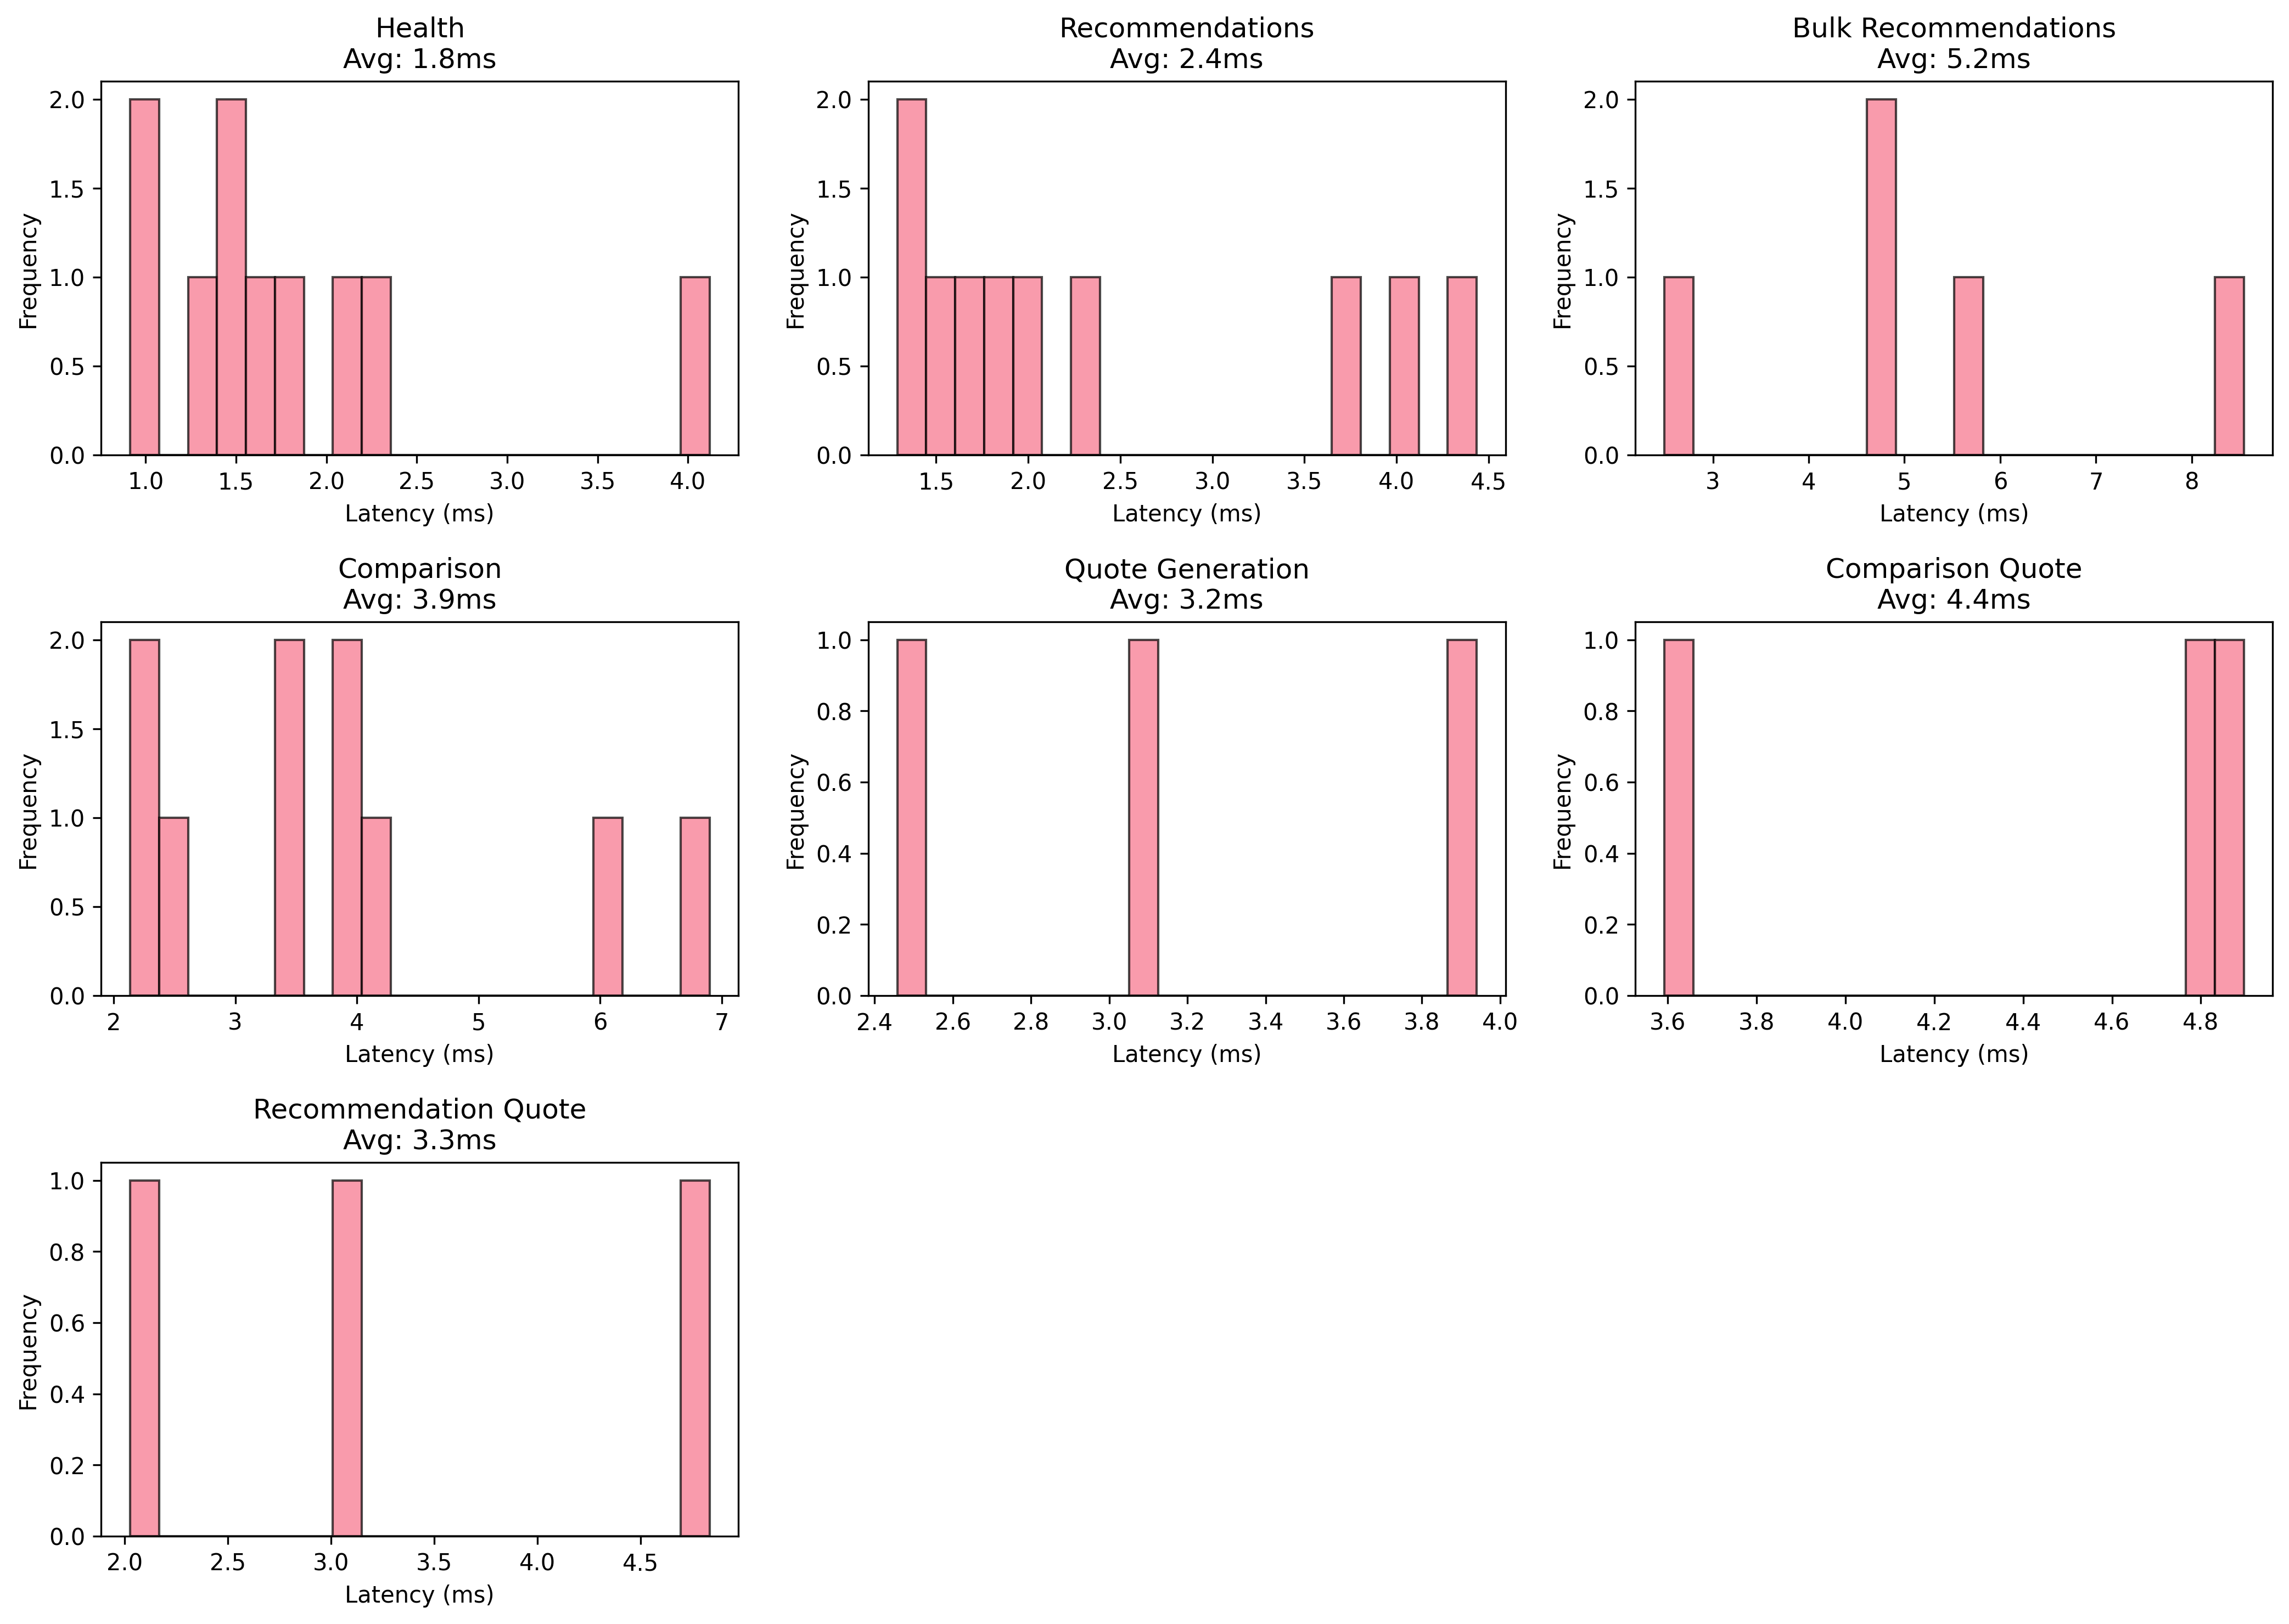 Health
Avg: 1.8ms
2.0
1.5
1.0
0.5
0.0
Frequency
1.0 1.5 2.0 2.5 3.0 3.5 4.0
Latency (ms)
Recommendations
Avg: 2.4ms
2.0
1.5
1.0
0.5
0.0
Frequency
1.5 2.0 2.5 3.0 3.5 4.0 4.5
Latency (ms)
Bulk Recommendations
Avg: 5.2ms
2.0
1.5
1.0
0.5
0.0
Frequency
3 4 5 6 7 8
Latency (ms)
Comparison
Avg: 3.9ms
2.0
1.5
1.0
0.5
0.0
Frequency
2 3 4 5 6 7
Latency (ms)
Quote Generation
Avg: 3.2ms
1.0
0.8
0.6
0.4
0.2
0.0
Frequency
2.4 2.6 2.8 3.0 3.2 3.4 3.6 3.8 4.0
Latency (ms)
Comparison Quote
Avg: 4.4ms
1.0
0.8
0.6
0.4
0.2
0.0
Frequency
3.6 3.8 4.0 4.2 4.4 4.6 4.8
Latency (ms)
Recommendation Quote
Avg: 3.3ms
1.0
0.8
0.6
0.4
0.2
0.0
Frequency
2.0 2.5 3.0 3.5 4.0 4.5
Latency (ms)